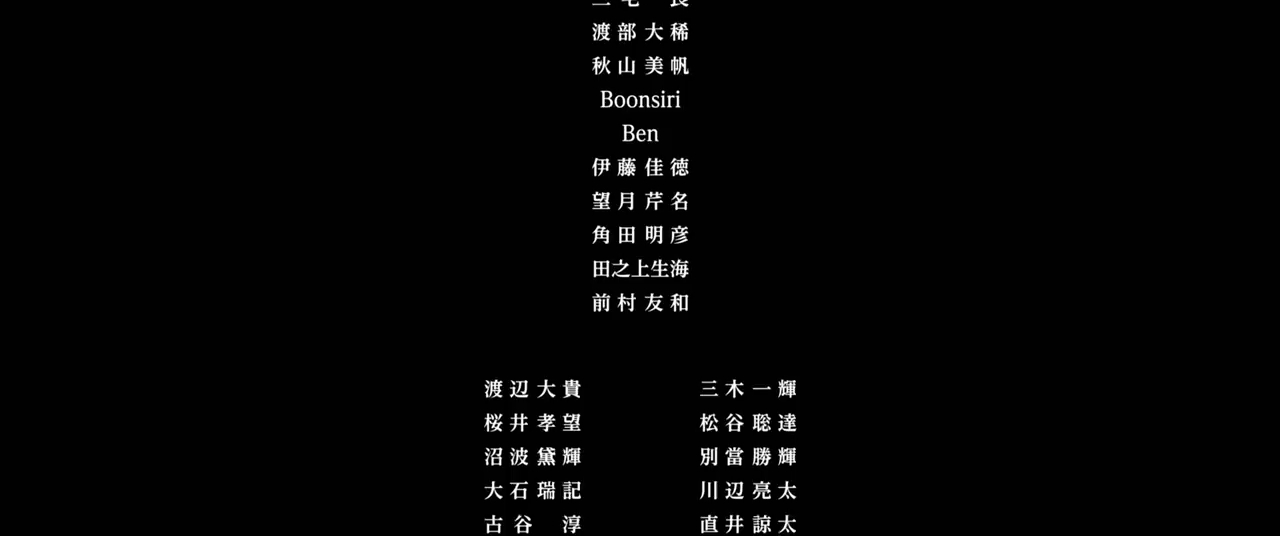 渡部大稀
秋山美帆
Boonsiri
Ben
伊藤佳徳
望月芹名
角田明彦
田之上生海
前村友和
渡辺大貴 三木一輝
桜井孝望 松谷聡達
沼波黛輝 別當勝輝
大石瑞記 川辺亮太
古谷 淳 直井諒太